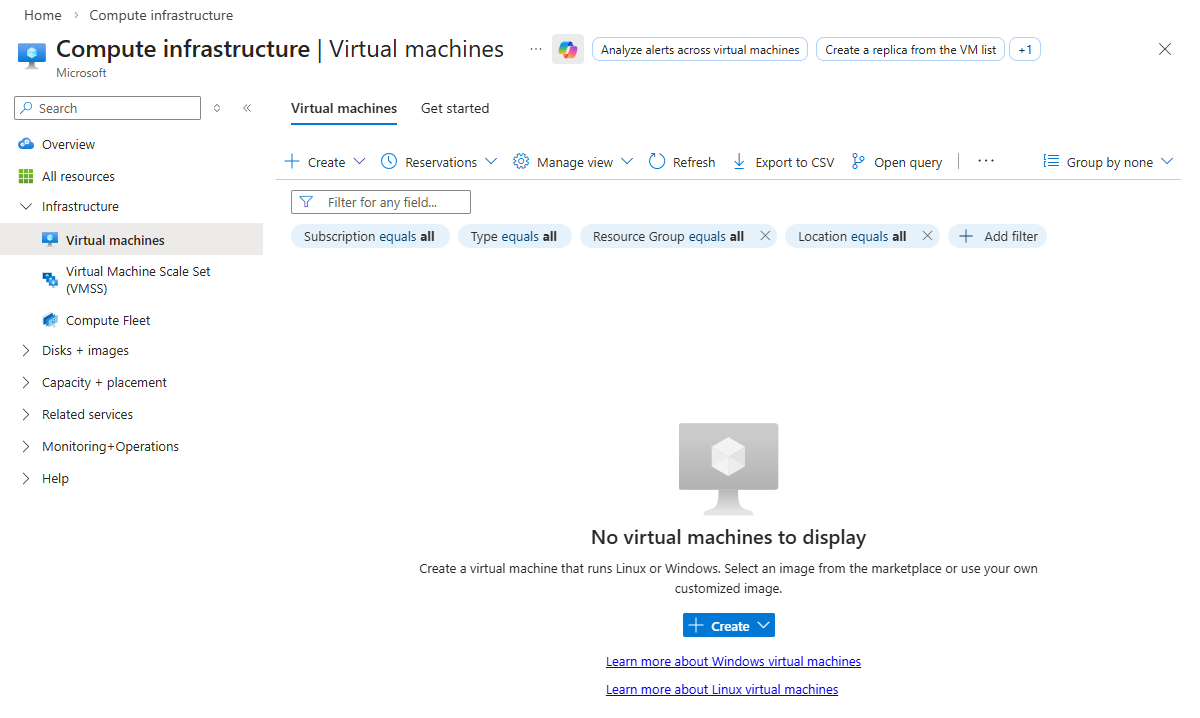 Home > Compute infrastructure
Compute infrastructure | Virtual machines ... Analyze alerts across virtual machines Create a replica from the VM list +1
Microsoft
Search
Overview
All resources
Infrastructure
Virtual machines
Virtual Machine Scale Set
(VMSS)
Compute Fleet
Disks + images
Capacity + placement
Related services
Monitoring+Operations
Help
Virtual machines Get started
Create Reservations Manage view Refresh Export to CSV Open query | ... Group by none
Filter for any field...
Subscription equals all Type equals all Resource Group equals all Location equals all Add filter
No virtual machines to display
Create a virtual machine that runs Linux or Windows. Select an image from the marketplace or use your own
customized image.
Create
Learn more about Windows virtual machines
Learn more about Linux virtual machines